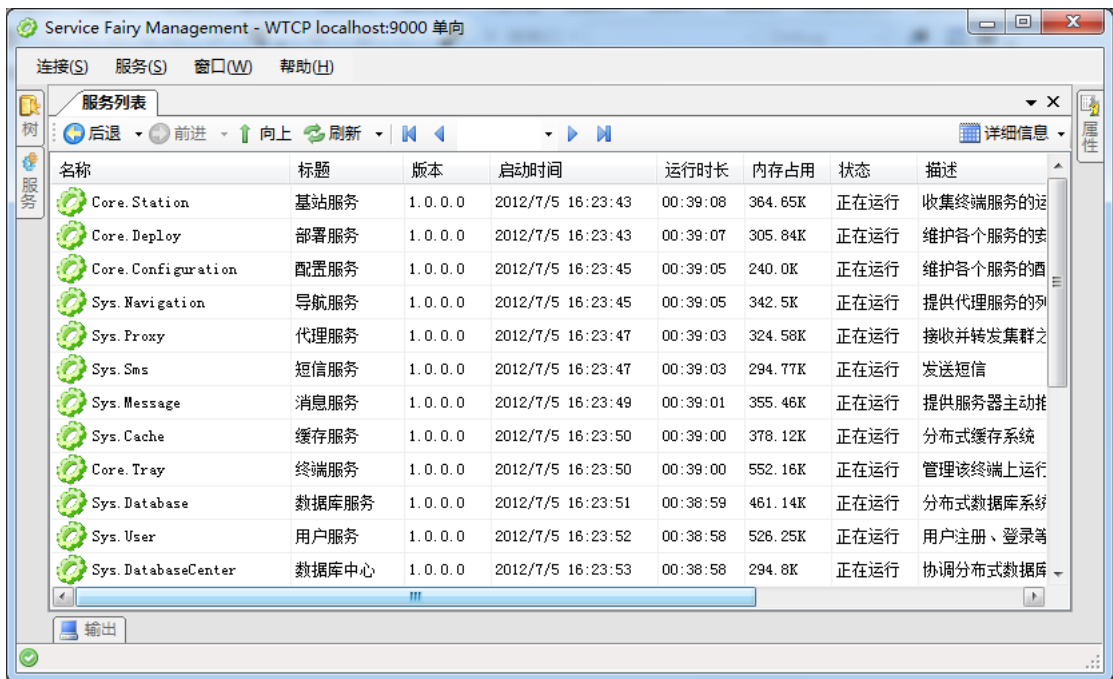 Service Fairy Management - WTCP localhost:9000 单向
连接(S) 服务(S) 窗口(W) 帮助(H)
树
服务
服务列表
属性
后退 前进 向上 刷新 详细信息
名称 标题 版本 启动时间 运行时长 内存占用 状态 描述
Core.Station 基站服务 1.0.0.0 2012/7/5 16:23:43 00:39:08 364.65K 正在运行 收集终端服务的运
Core.Deploy 部署服务 1.0.0.0 2012/7/5 16:23:43 00:39:07 305.84K 正在运行 维护各个服务的安
Core.Configuration 配置服务 1.0.0.0 2012/7/5 16:23:45 00:39:05 240.0K 正在运行 维护各个服务的配
Sys.Navigation 导航服务 1.0.0.0 2012/7/5 16:23:45 00:39:05 342.5K 正在运行 提供代理服务的列
Sys.Proxy 代理服务 1.0.0.0 2012/7/5 16:23:47 00:39:03 324.58K 正在运行 接收并转发集群之
Sys.Sms 短信服务 1.0.0.0 2012/7/5 16:23:47 00:39:03 294.77K 正在运行 发送短信
Sys.Message 消息服务 1.0.0.0 2012/7/5 16:23:49 00:39:01 355.46K 正在运行 提供服务器主动推
Sys.Cache 缓存服务 1.0.0.0 2012/7/5 16:23:50 00:39:00 378.12K 正在运行 分布式缓存系统
Core.Tray 终端服务 1.0.0.0 2012/7/5 16:23:50 00:39:00 552.16K 正在运行 管理该终端上运行
Sys.Database 数据库服务 1.0.0.0 2012/7/5 16:23:51 00:38:59 461.14K 正在运行 分布式数据库系统
Sys.User 用户服务 1.0.0.0 2012/7/5 16:23:52 00:38:58 526.25K 正在运行 用户注册、登录等
Sys.DatabaseCenter 数据库中心 1.0.0.0 2012/7/5 16:23:53 00:38:58 294.8K 正在运行 协调分布式数据库
输出